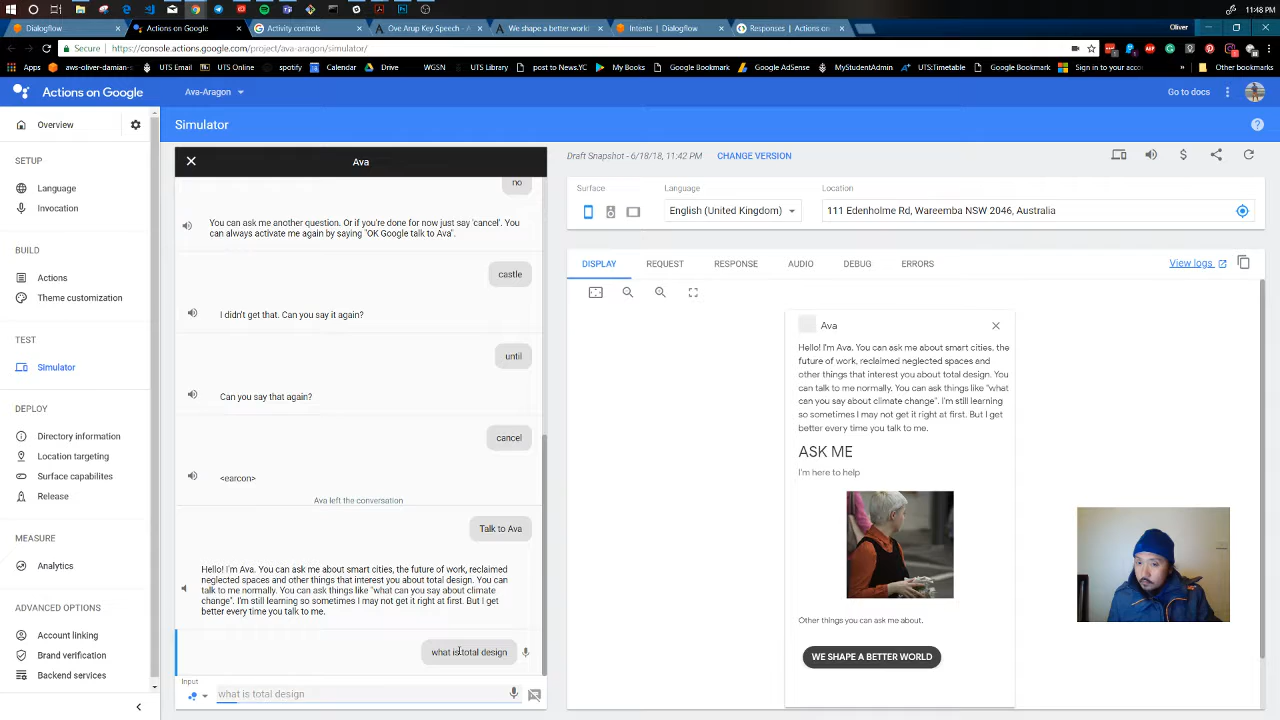 11:48 PM
Dialogflow
Actions on Google
Activity controls
Ove Arup Key Speech -
We shape a better world
Intents | Dialogflow
Responses | Actions on
Oliver
Secure | https://console.actions.google.com/project/ava-aragon/simulator/
Apps
aws-oliver-damian-s
UTS Email
UTS Online
spotify
Calendar
Drive
WGSN
UTS Library
post to News.YC
My Books
Google Bookmark
Google AdSense
MyStudentAdmin
UTS:Timetable
Google Bookmark
Sign in to your acco
Other bookmarks
Actions on Google
Ava-Aragon
Go to docs
Overview
Simulator
SETUP
Language
Invocation
BUILD
Actions
Theme customization
TEST
Simulator
DEPLOY
Directory information
Location targeting
Surface capabilites
Release
MEASURE
Analytics
ADVANCED OPTIONS
Account linking
Brand verification
Backend services
Ava
no
You can ask me another question. Or if you're done for now just say 'cancel'. You
can always activate me again by saying "OK Google talk to Ava".
castle
I didn't get that. Can you say it again?
until
Can you say that again?
cancel
<earcon>
Ava left the conversation
Talk to Ava
Hello! I'm Ava. You can ask me about smart cities, the future of work, reclaimed
neglected spaces and other things that interest you about total design. You can
talk to me normally. You can ask things like "what can you say about climate
change". I'm still learning so sometimes I may not get it right at first. But I get
better every time you talk to me.
what is total design
Input
what is total design
Draft Snapshot - 6/18/18, 11:42 PM
CHANGE VERSION
Surface
Language
English (United Kingdom)
Location
111 Edenholme Rd, Wareemba NSW 2046, Australia
DISPLAY
REQUEST
RESPONSE
AUDIO
DEBUG
ERRORS
View logs
Ava
Hello! I'm Ava. You can ask me about smart cities, the
future of work, reclaimed neglected spaces and
other things that interest you about total design. You
can talk to me normally. You can ask things like "what
can you say about climate change". I'm still learning
so sometimes I may not get it right at first. But I get
better every time you talk to me.
ASK ME
I'm here to help
Other things you can ask me about.
WE SHAPE A BETTER WORLD